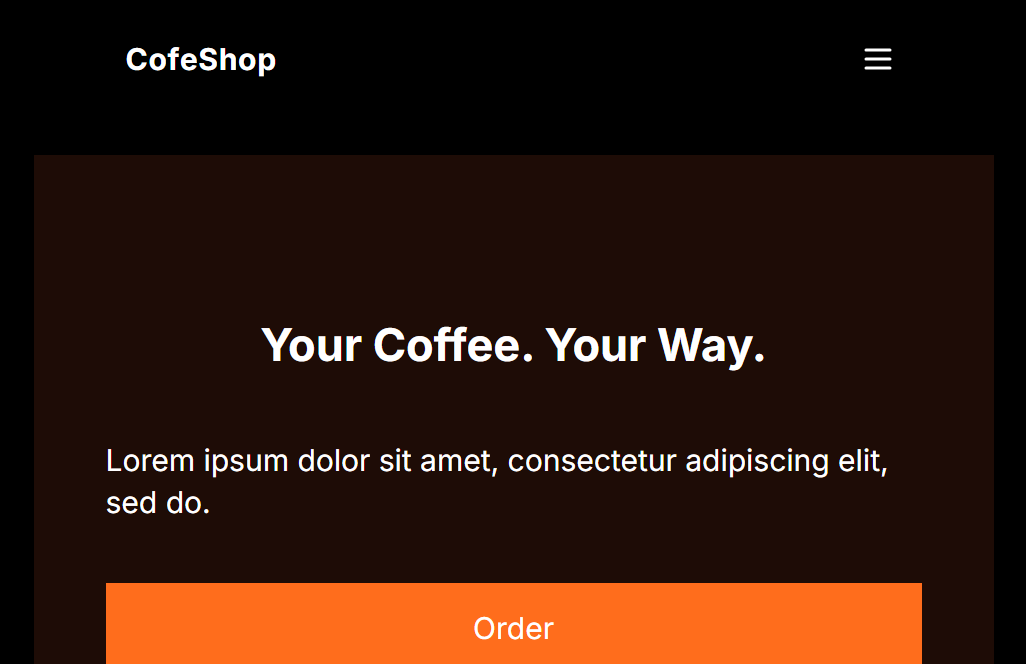 CofeShop
Your Coffee. Your Way.
Lorem ipsum dolor sit amet, consectetur adipiscing elit,
sed do.
Order